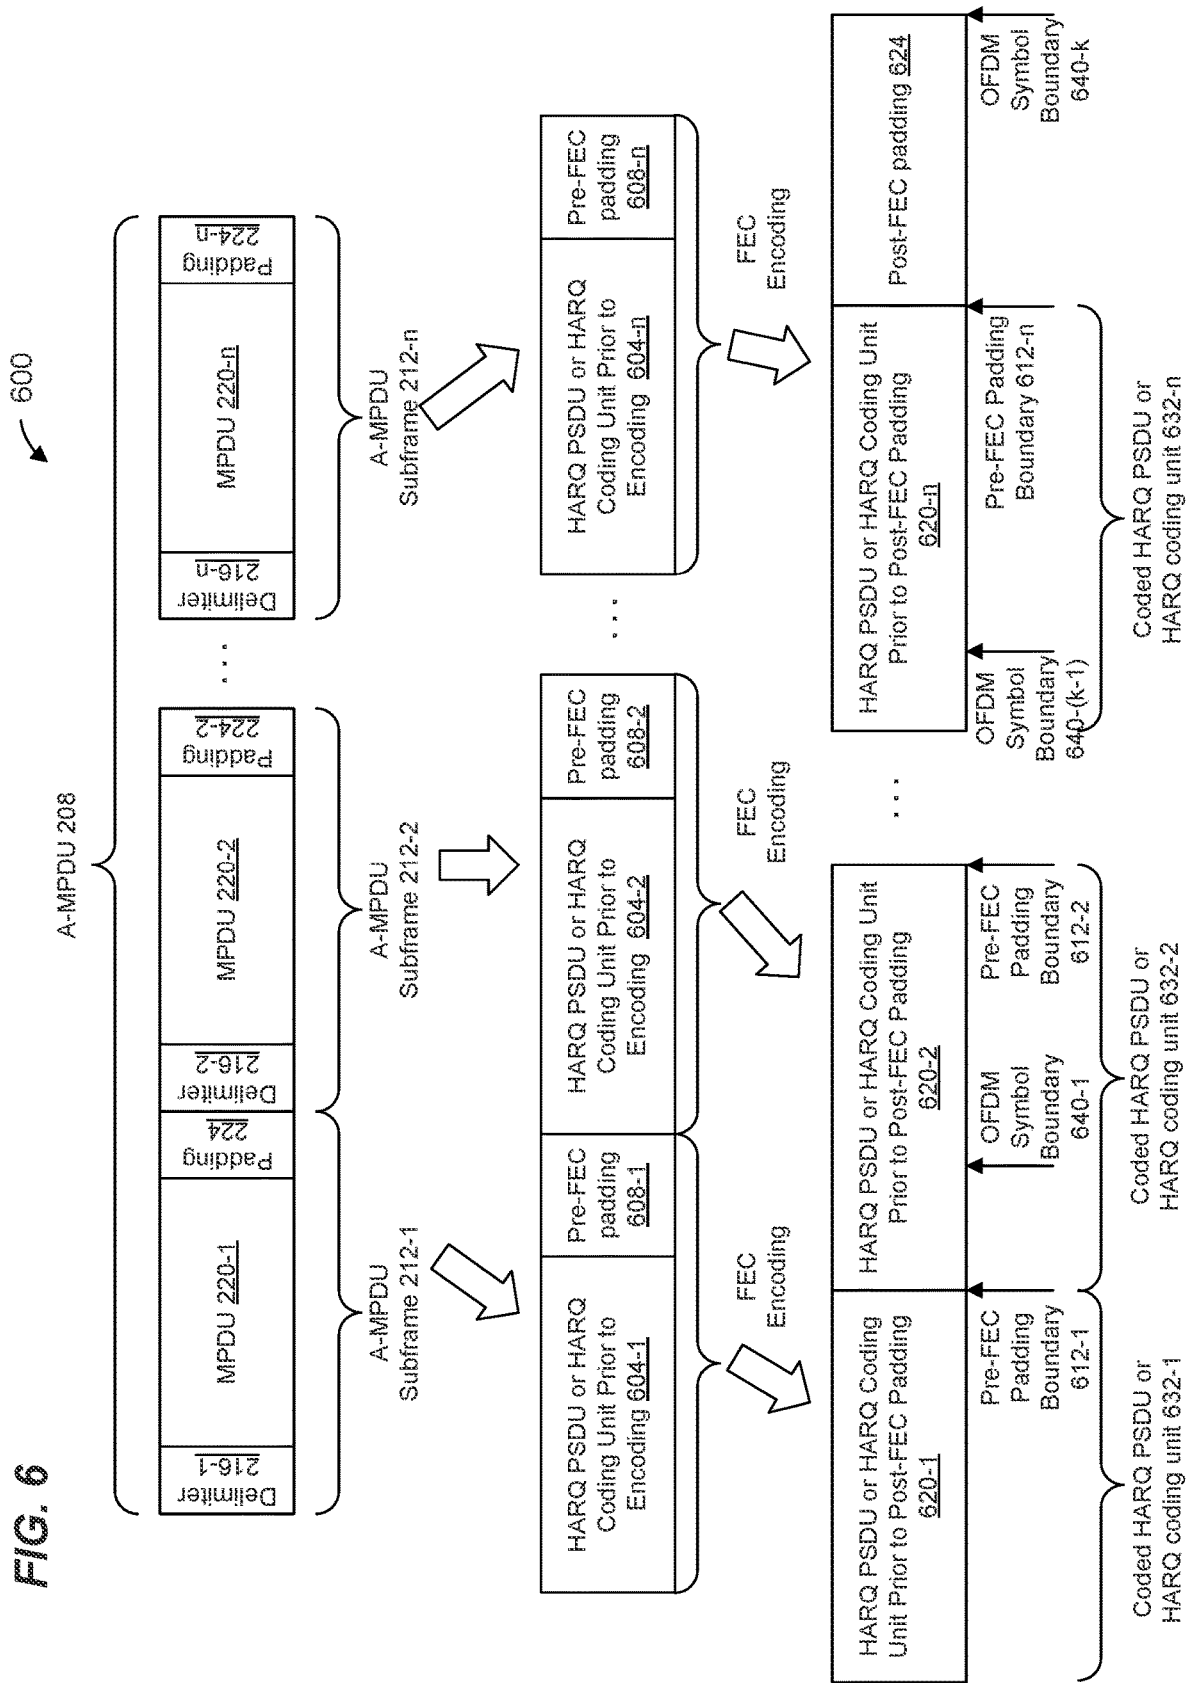 FIG. 6
600
A-MPDU 208
Delimiter
216-1
MPDU 220-1
Padding
224
Delimiter
216-2
MPDU 220-2
Padding
224-2
. . .
Delimiter
216-n
MPDU 220-n
Padding
224-n
A-MPDU
Subframe 212-1
A-MPDU
Subframe 212-2
A-MPDU
Subframe 212-n
HARQ PSDU or HARQ
Coding Unit Prior to
Encoding 604-1
Pre-FEC
padding
608-1
HARQ PSDU or HARQ
Coding Unit Prior to
Encoding 604-2
Pre-FEC
padding
608-2
. . .
HARQ PSDU or HARQ
Coding Unit Prior to
Encoding 604-n
Pre-FEC
padding
608-n
FEC
Encoding
FEC
Encoding
FEC
Encoding
HARQ PSDU or HARQ Coding
Unit Prior to Post-FEC Padding
620-1
HARQ PSDU or HARQ Coding Unit
Prior to Post-FEC Padding
620-2
. . .
HARQ PSDU or HARQ Coding Unit
Prior to Post-FEC Padding
620-n
Post-FEC padding 624
Pre-FEC
Padding
Boundary
612-1
OFDM
Symbol
Boundary
640-1
Pre-FEC
Padding
Boundary
612-2
OFDM
Symbol
Boundary
640-(k-1)
Pre-FEC Padding
Boundary 612-n
OFDM
Symbol
Boundary
640-k
Coded HARQ PSDU or
HARQ coding unit 632-1
Coded HARQ PSDU or
HARQ coding unit 632-2
Coded HARQ PSDU or
HARQ coding unit 632-n